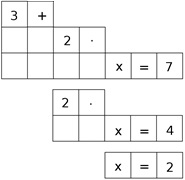 3 +
2 ·
x = 7
2 ·
x = 4
x = 2